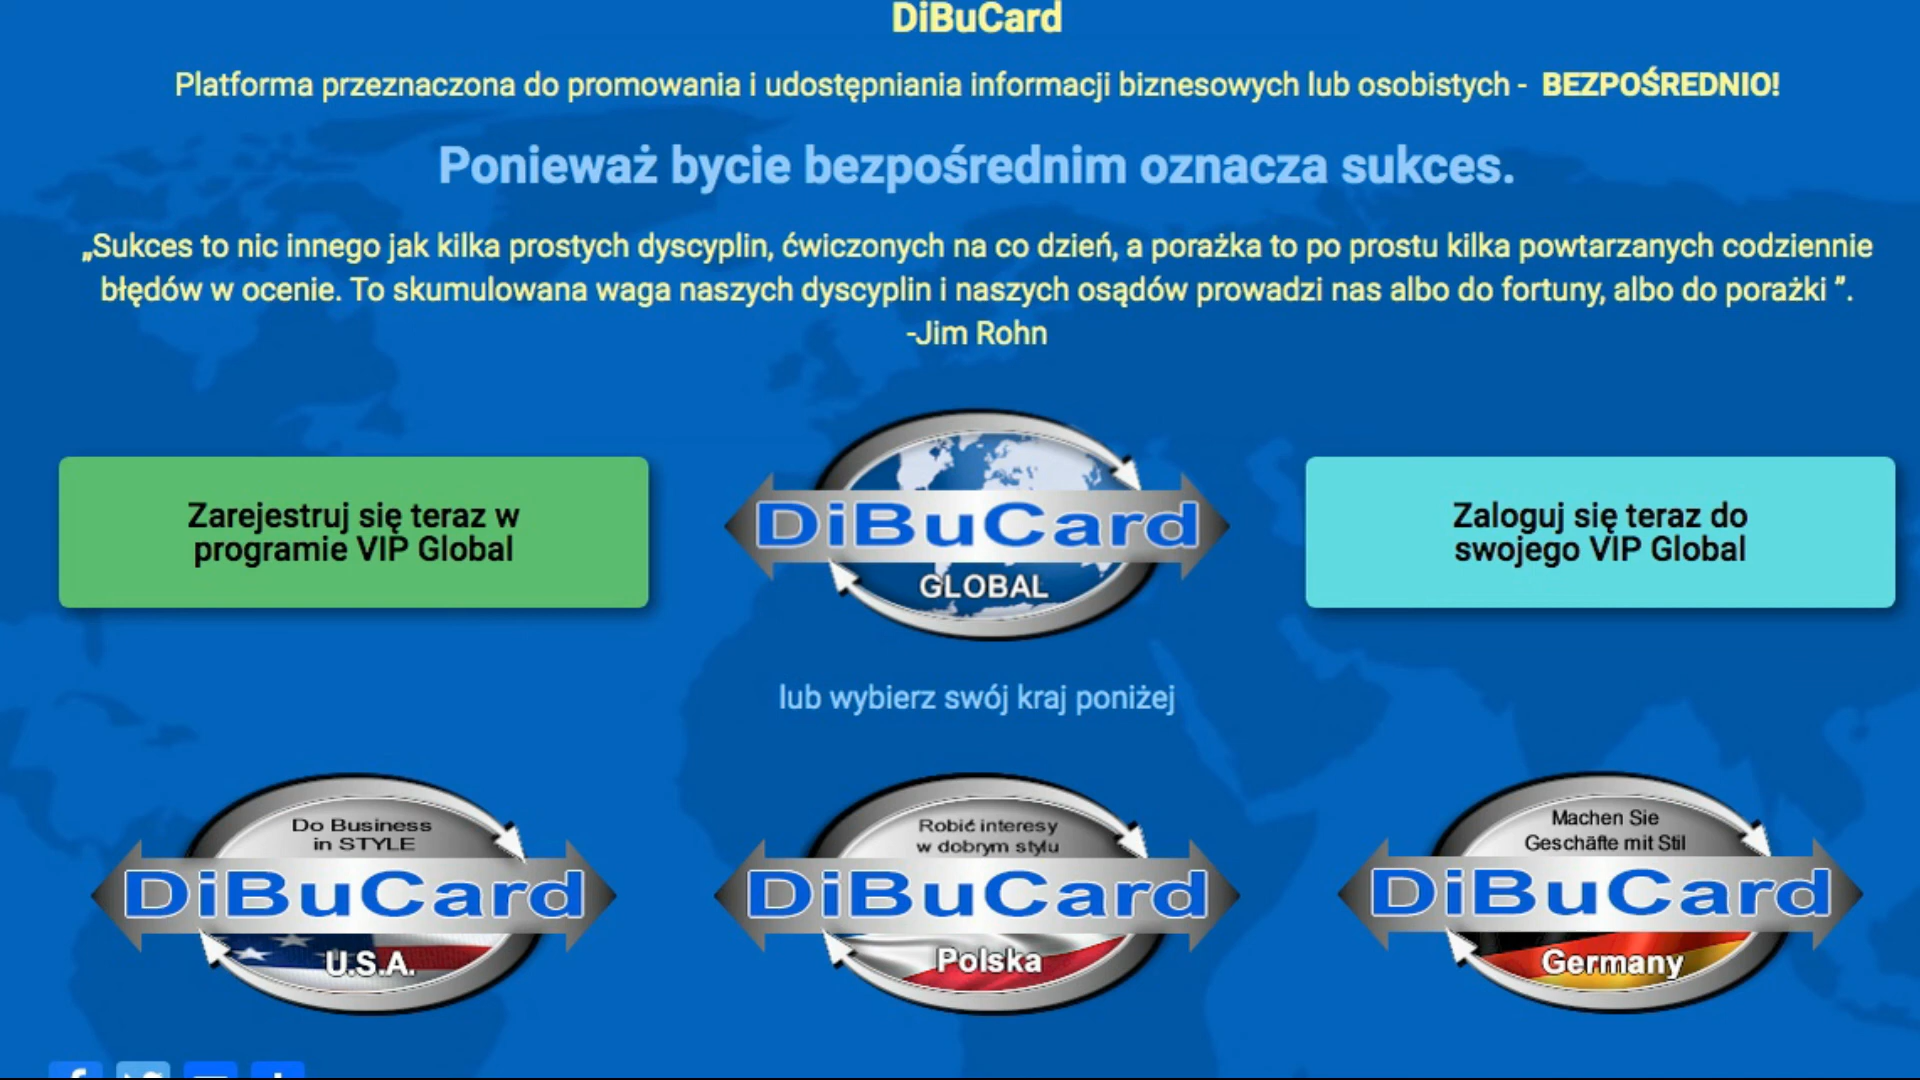 DiBuCard
Platforma przeznaczona do promowania i udostępniania informacji biznesowych lub osobistych - BEZPOŚREDNIO!
Ponieważ bycie bezpośrednim oznacza sukces.
„Sukces to nic innego jak kilka prostych dyscyplin, ćwiczonych na co dzień, a porażka to po prostu kilka powtarzanych codziennie
błędów w ocenie. To skumulowana waga naszych dyscyplin i naszych osądów prowadzi nas albo do fortuny, albo do porażki ”.
-Jim Rohn
Zarejestruj się teraz w
programie VIP Global
DiBuCard
GLOBAL
Zaloguj się teraz do
swojego VIP Global
lub wybierz swój kraj poniżej
Do Business
in STYLE
DiBuCard
U.S.A.
Robić interesy
w dobrym stylu
DiBuCard
Polska
Machen Sie
Geschäfte mit Stil
DiBuCard
Germany